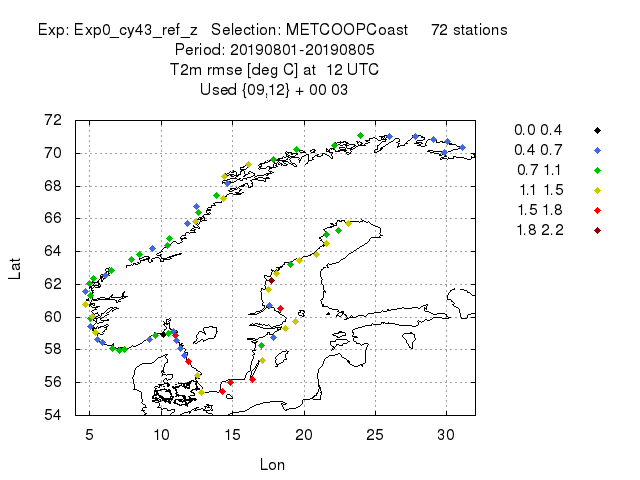 Exp: Exp0_cy43_ref_z   Selection: METCOOPCoast     72 stations
Period: 20190801-20190805
T2m rmse [deg C] at  12 UTC
Used {09,12} + 00 03
0.0 0.4
0.4 0.7
0.7 1.1
1.1 1.5
1.5 1.8
1.8 2.2
72
70
68
66
64
62
60
58
56
54
Lat
5 10 15 20 25 30
Lon